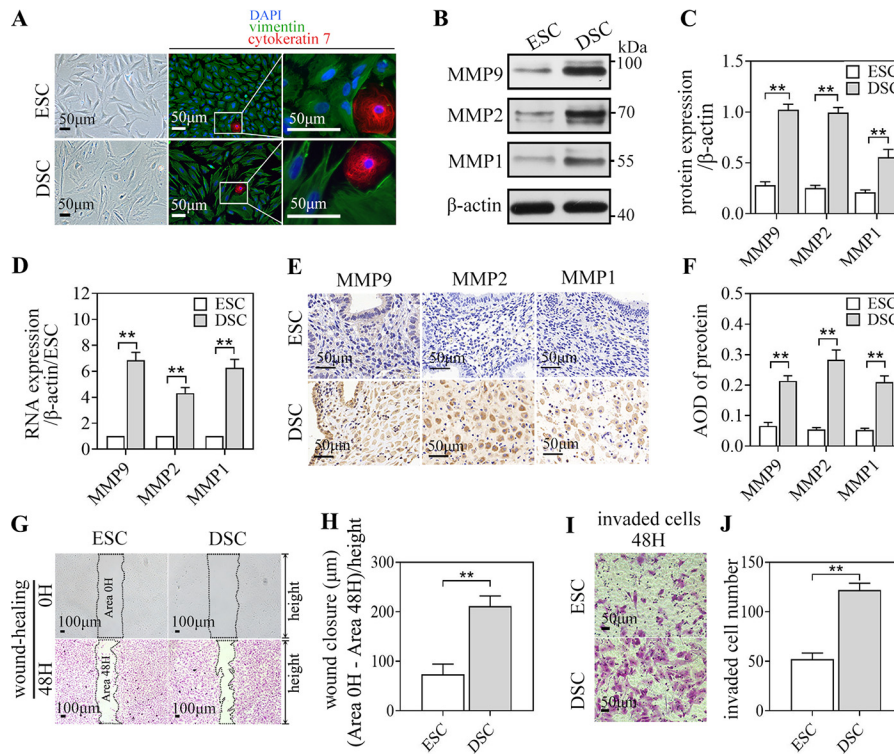 A
DAPI
vimentin
cytokeratin 7
ESC
50μm
50μm
50μm
DSC
50μm
50μm
50μm
B
ESC
DSC
kDa
MMP9
100
MMP2
70
MMP1
55
β-actin
40
C
protein expression
/β-actin
1.5
1.0
0.5
0.0
ESC
DSC
**
**
**
MMP9
MMP2
MMP1
D
RNA expression
/β-actin/ESC
12
10
8
6
4
2
0
ESC
DSC
**
**
**
MMP9
MMP2
MMP1
E
MMP9
MMP2
MMP1
ESC
50μm
50μm
50μm
DSC
50μm
50μm
50μm
F
AOD of preotein
0.5
0.4
0.3
0.2
0.1
0.0
ESC
DSC
**
**
**
MMP9
MMP2
MMP1
G
ESC
DSC
wound-healing
0H
Area 0H
100μm
100μm
height
48H
Area 48H
100μm
100μm
height
H
wound closure (μm)
(Area 0H - Area 48H)/height
300
200
100
0
**
ESC
DSC
I
invaded cells
48H
ESC
50μm
DSC
50μm
J
invaded cell number
150
100
50
0
**
ESC
DSC